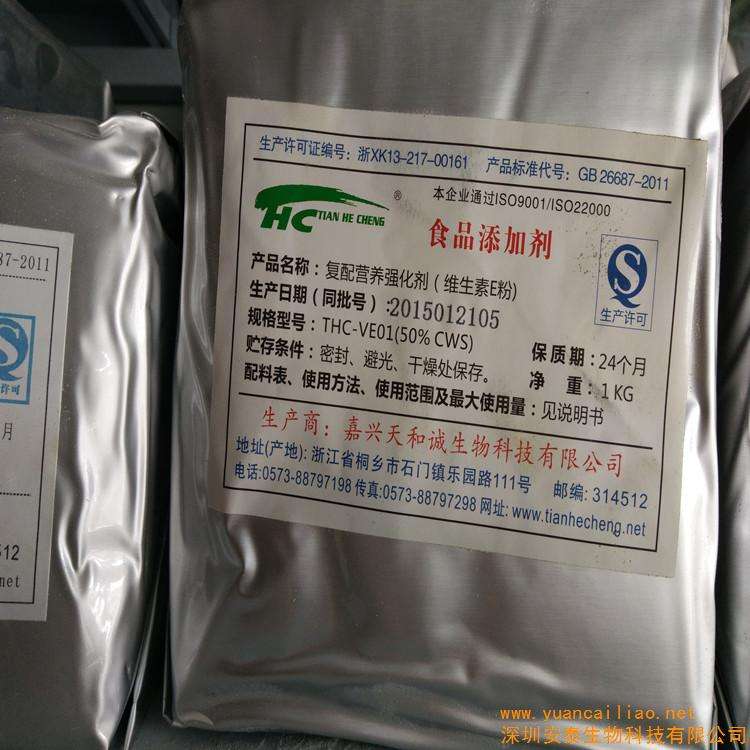 生产许可证编号：浙XK13-217-00161 产品标准代号：GB 26687-2011
HC TIAN HE CHENG ®
本企业通过ISO9001/ISO22000
食品添加剂
产品名称：复配营养强化剂（维生素E粉）
生产日期（同批号）:2015012105
规格型号：THC-VE01(50% CWS)
贮存条件：密封、避光、干燥处保存。
保质期：24个月
净 重：1 KG
配料表、使用方法、使用范围及最大使用量：见说明书
生产许可
生产商：嘉兴天和诚生物科技有限公司
地址(产地)：浙江省桐乡市石门镇乐园路111号 邮编：314512
电话:0573-88797198 传真:0573-88797298 网址:www.tianhecheng.net
87-2011
许可
月
512
net
www.yuancailiao.net
深圳安泰生物科技有限公司